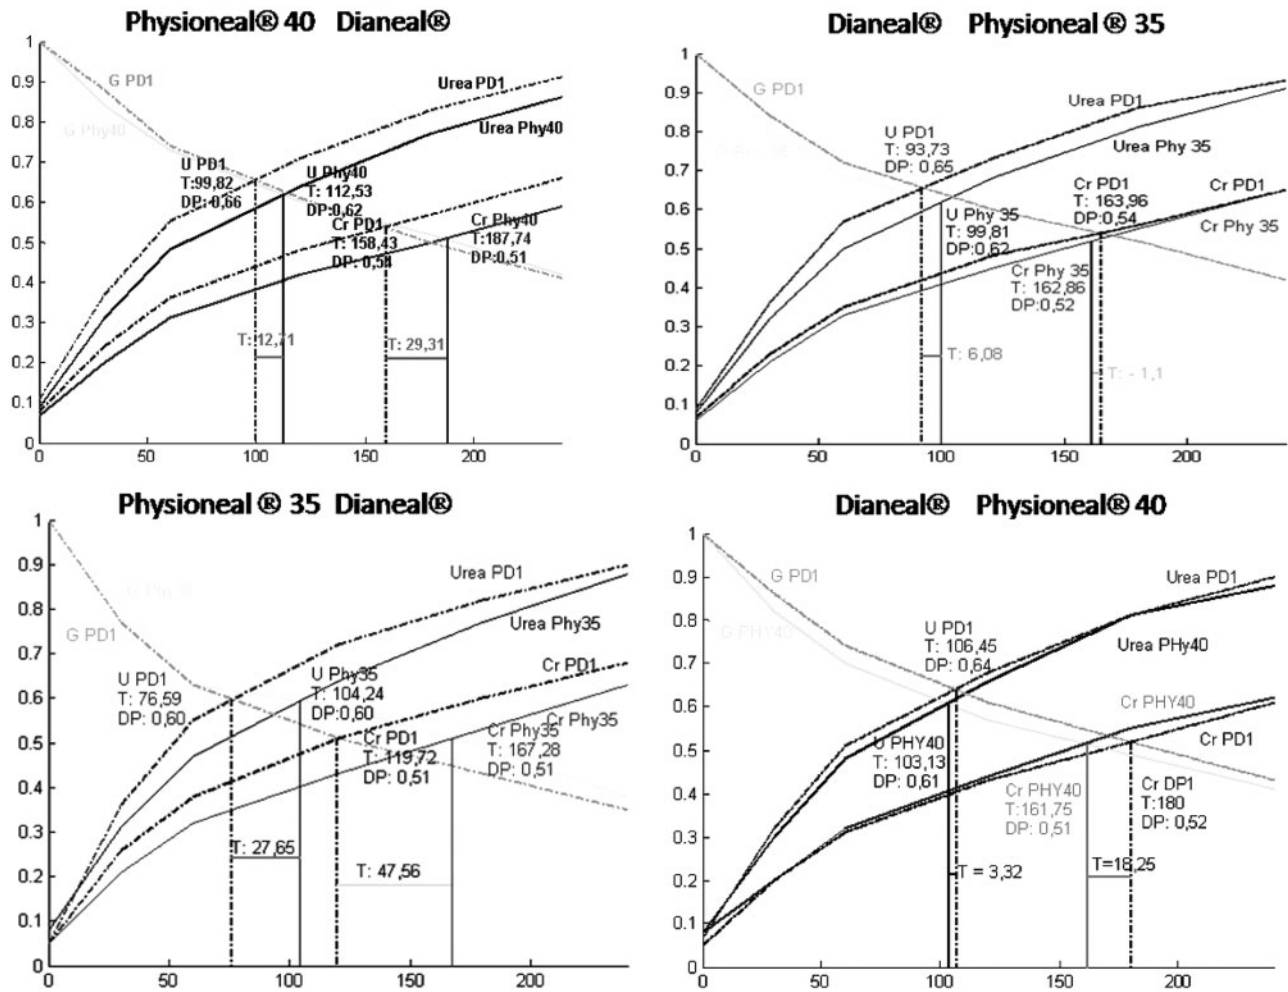 Physioneal® 40 Dianeal®
1
0.9
0.8
0.7
0.6
0.5
0.4
0.3
0.2
0.1
0
G PD1
G Phy40
Urea PD1
Urea Phy40
U PD1
T:99,82
DP: 0,66
U Phy40
T: 112,53
DP:0,62
Cr PD1
T: 158,43
DP: 0,54
Cr Phy40
T:187,74
DP:0,51
T: 12,71
T: 29,31
0 50 100 150 200
Dianeal® Physioneal ® 35
1
0.9
0.8
0.7
0.6
0.5
0.4
0.3
0.2
0.1
0
G PD1
Urea PD1
Urea Phy 35
U PD1
T: 93,73
DP: 0,65
Cr PD1
T: 163,96
DP:0,54
Cr PD1
Cr Phy 35
U Phy 35
T: 99,81
DP:0,62
Cr Phy 35
T: 162,86
DP:0,52
T: 6,08
T: - 1,1
0 50 100 150 200
Physioneal ® 35 Dianeal®
1
0.9
0.8
0.7
0.6
0.5
0.4
0.3
0.2
0.1
0
G PD1
Urea PD1
Urea Phy35
U PD1
T: 76,59
DP: 0,60
U Phy35
T: 104,24
DP:0,60
Cr PD1
Cr Phy35
Cr PD1
T: 119,72
DP: 0,51
Cr Phy35
T: 167,28
DP: 0,51
T: 27,65
T: 47,56
0 50 100 150 200
Dianeal® Physioneal® 40
1
0.9
0.8
0.7
0.6
0.5
0.4
0.3
0.2
0.1
0
G PD1
G PHY40
Urea PD1
Urea PHy40
U PD1
T: 106,45
DP: 0,64
Cr PHY40
Cr PD1
U PHY40
T: 103,13
DP: 0,61
Cr PHY40
T:161,75
DP: 0,51
Cr DP1
T:180
DP: 0,52
T = 3,32
T=18,25
0 50 100 150 200